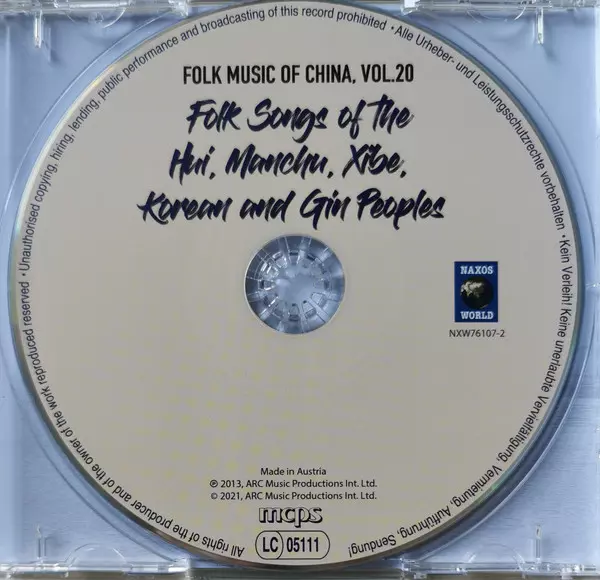 FOLK MUSIC OF CHINA, VOL.20
Folk Songs of the
Hui, Manchu, Xibe,
Korean and Gin Peoples
NAXOS
WORLD
NXW76107-2
Made in Austria
℗ 2013, ARC Music Productions Int. Ltd.
© 2021, ARC Music Productions Int. Ltd.
mcps
LC 05111
All rights of the producer and of the owner of the work reproduced reserved • Unauthorised copying, hiring, lending, public performance and broadcasting of this record prohibited • Alle Urheber- und Leistungsschutzrechte vorbehalten • Kein Verleih! Keine unerlaubte Vervielfältigung, Vermietung, Aufführung, Sendung!